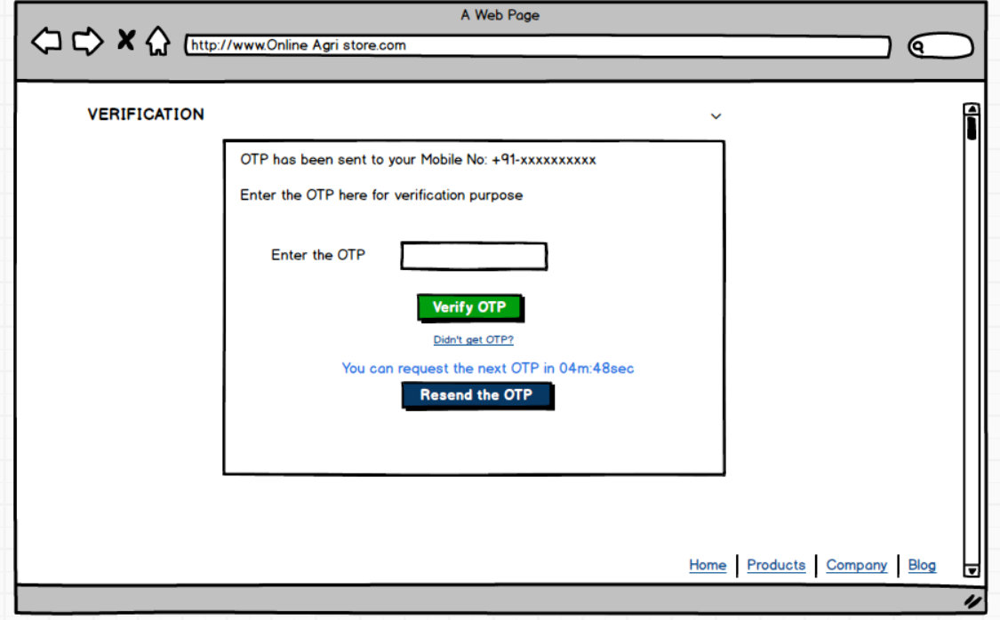 A Web Page
http://www.Online Agri store.com
VERIFICATION
OTP has been sent to your Mobile No: +91-xxxxxxxxxx
Enter the OTP here for verification purpose
Enter the OTP
Verify OTP
Didn't get OTP?
You can request the next OTP in 04m:48sec
Resend the OTP
Home Products Company Blog